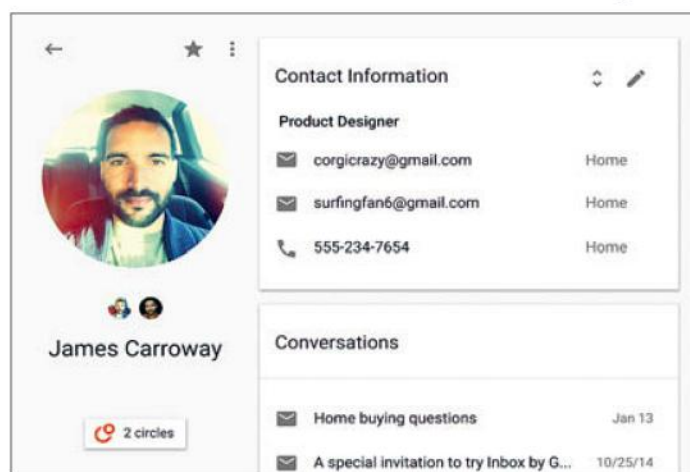 James Carroway
2 circles
Contact Information
Product Designer
corgicrazy@gmail.com Home
surfingfan6@gmail.com Home
555-234-7654 Home
Conversations
Home buying questions Jan 13
A special invitation to try Inbox by G... 10/25/14